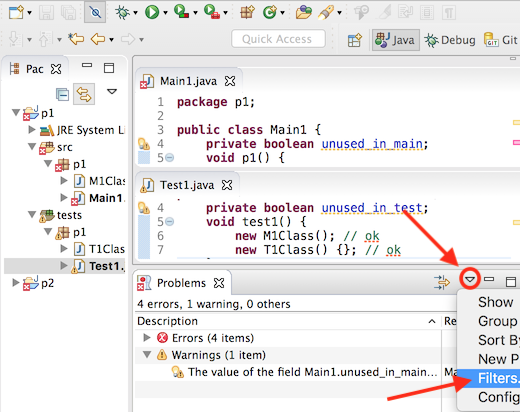 Quick Access
Java
Debug
Git
Pac
p1
JRE System Li
src
p1
M1Clas
Main1.
tests
p1
T1Clas
Test1.
p2
Main1.java
1 package p1;
2
3 public class Main1 {
4 private boolean unused_in_main;
5 void p1() {
Test1.java
4 private boolean unused_in_test;
5 void test1() {
6 new M1Class(); // ok
7 new T1Class() {}; // ok
Problems
4 errors, 1 warning, 0 others
Description
Re
Errors (4 items)
Warnings (1 item)
The value of the field Main1.unused_in_main...
Ma
Show
Group
Sort By
New P
Filters.
Config